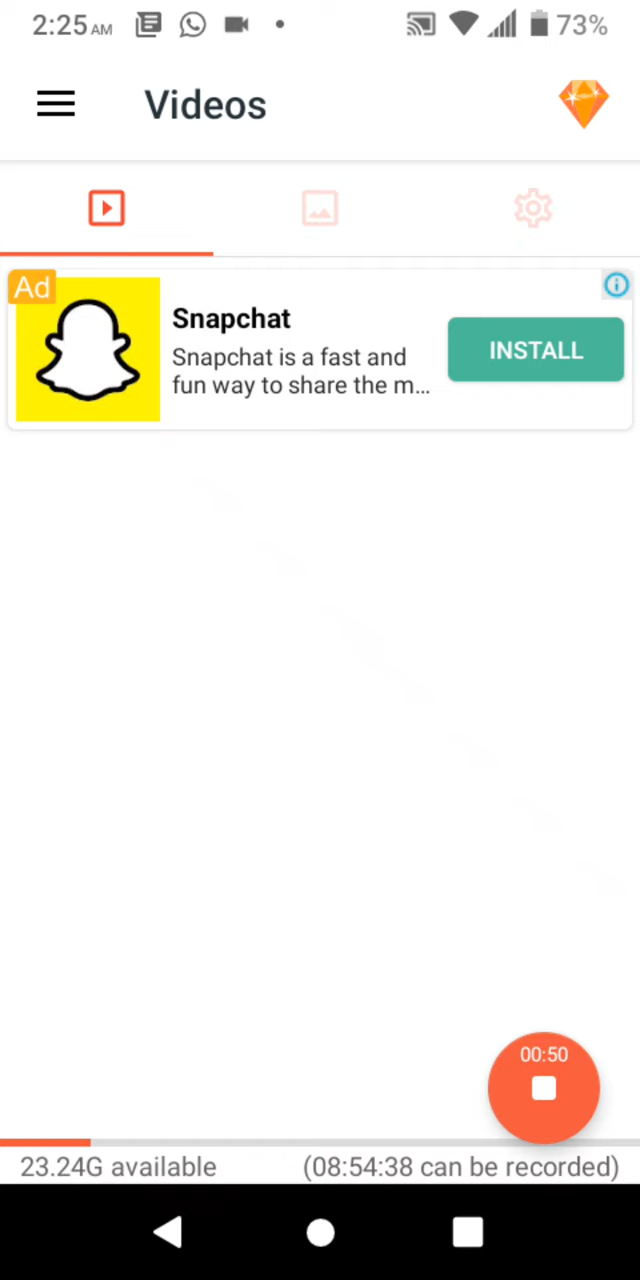 2:25 AM 73%
Videos
Ad
Snapchat
Snapchat is a fast and
fun way to share the m...
INSTALL
00:50
23.24G available (08:54:38 can be recorded)